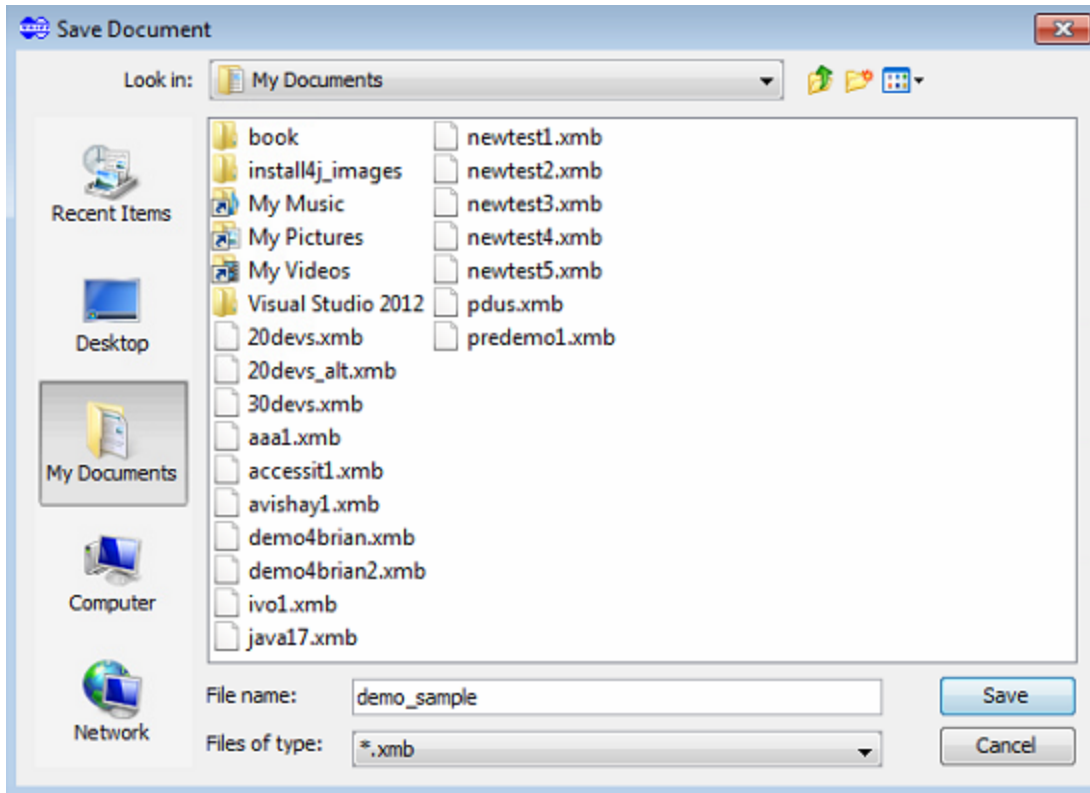 Save Document
Look in: My Documents
Recent Items
Desktop
My Documents
Computer
Network
book
install4j_images
My Music
My Pictures
My Videos
Visual Studio 2012
20devs.xmb
20devs_alt.xmb
30devs.xmb
aaa1.xmb
accessit1.xmb
avishay1.xmb
demo4brian.xmb
demo4brian2.xmb
ivo1.xmb
java17.xmb
newtest1.xmb
newtest2.xmb
newtest3.xmb
newtest4.xmb
newtest5.xmb
pdus.xmb
predemo1.xmb
File name: demo_sample
Save
Files of type: *.xmb
Cancel